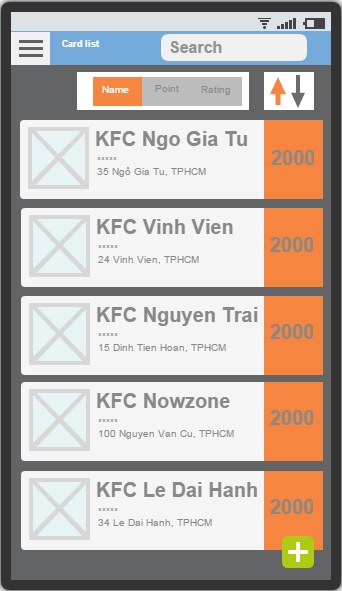 Card list
Search
Name Point Rating
KFC Ngo Gia Tu
35 Ngô Gia Tu, TPHCM
2000
KFC Vinh Vien
24 Vinh Vien, TPHCM
2000
KFC Nguyen Trai
15 Dinh Tien Hoan, TPHCM
2000
KFC Nowzone
100 Nguyen Van Cu, TPHCM
2000
KFC Le Dai Hanh
34 Le Dai Hanh, TPHCM
2000